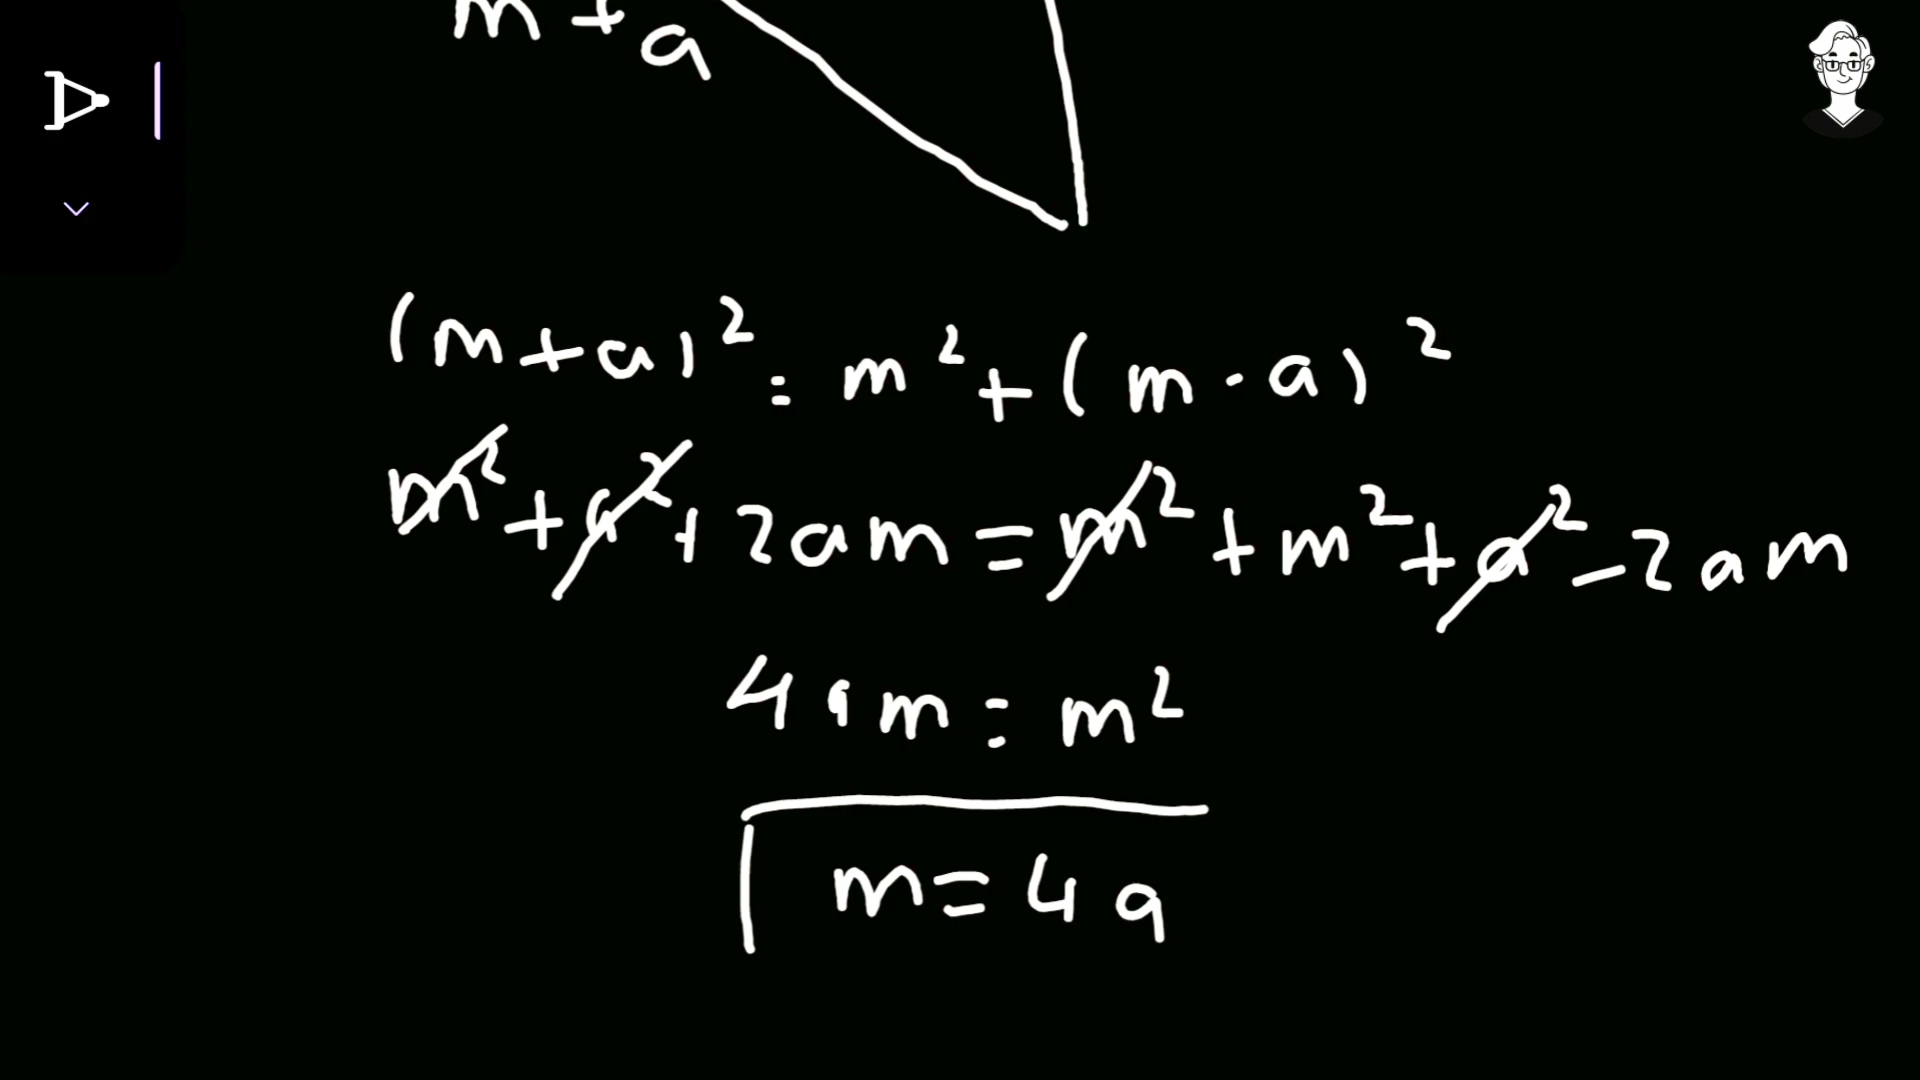 m+a
(m+a)² = m² + (m - a)²
m² + a² + 2am = m² + m² + a² - 2am
4am = m²
m = 4a